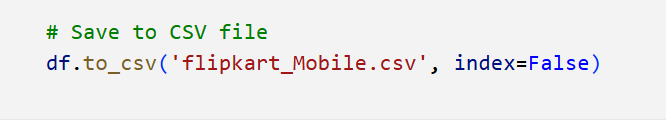 # Save to CSV file
df.to_csv('flipkart_Mobile.csv', index=False)